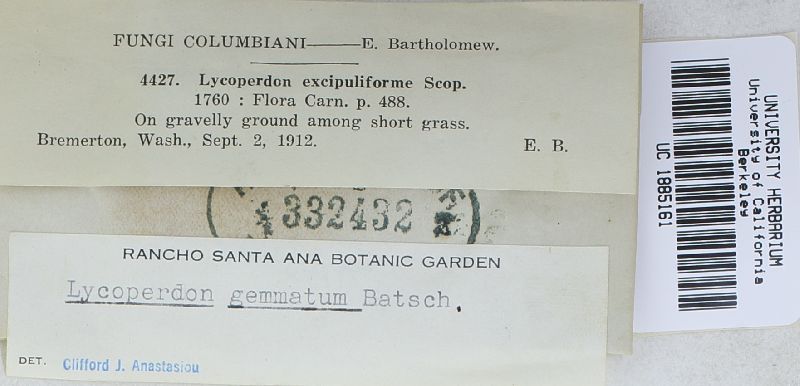 FUNGI COLUMBIANI——E. Bartholomew.
4427. Lycoperdon excipuliforme Scop.
1760 : Flora Carn. p. 488.
On gravelly ground among short grass.
Bremerton, Wash., Sept. 2, 1912. E. B.
332432
RANCHO SANTA ANA BOTANIC GARDEN
Lycoperdon gemmatum Batsch.
DET. Clifford J. Anastasiou
UNIVERSITY HERBARIUM
University of California
Berkeley
UC 1885161